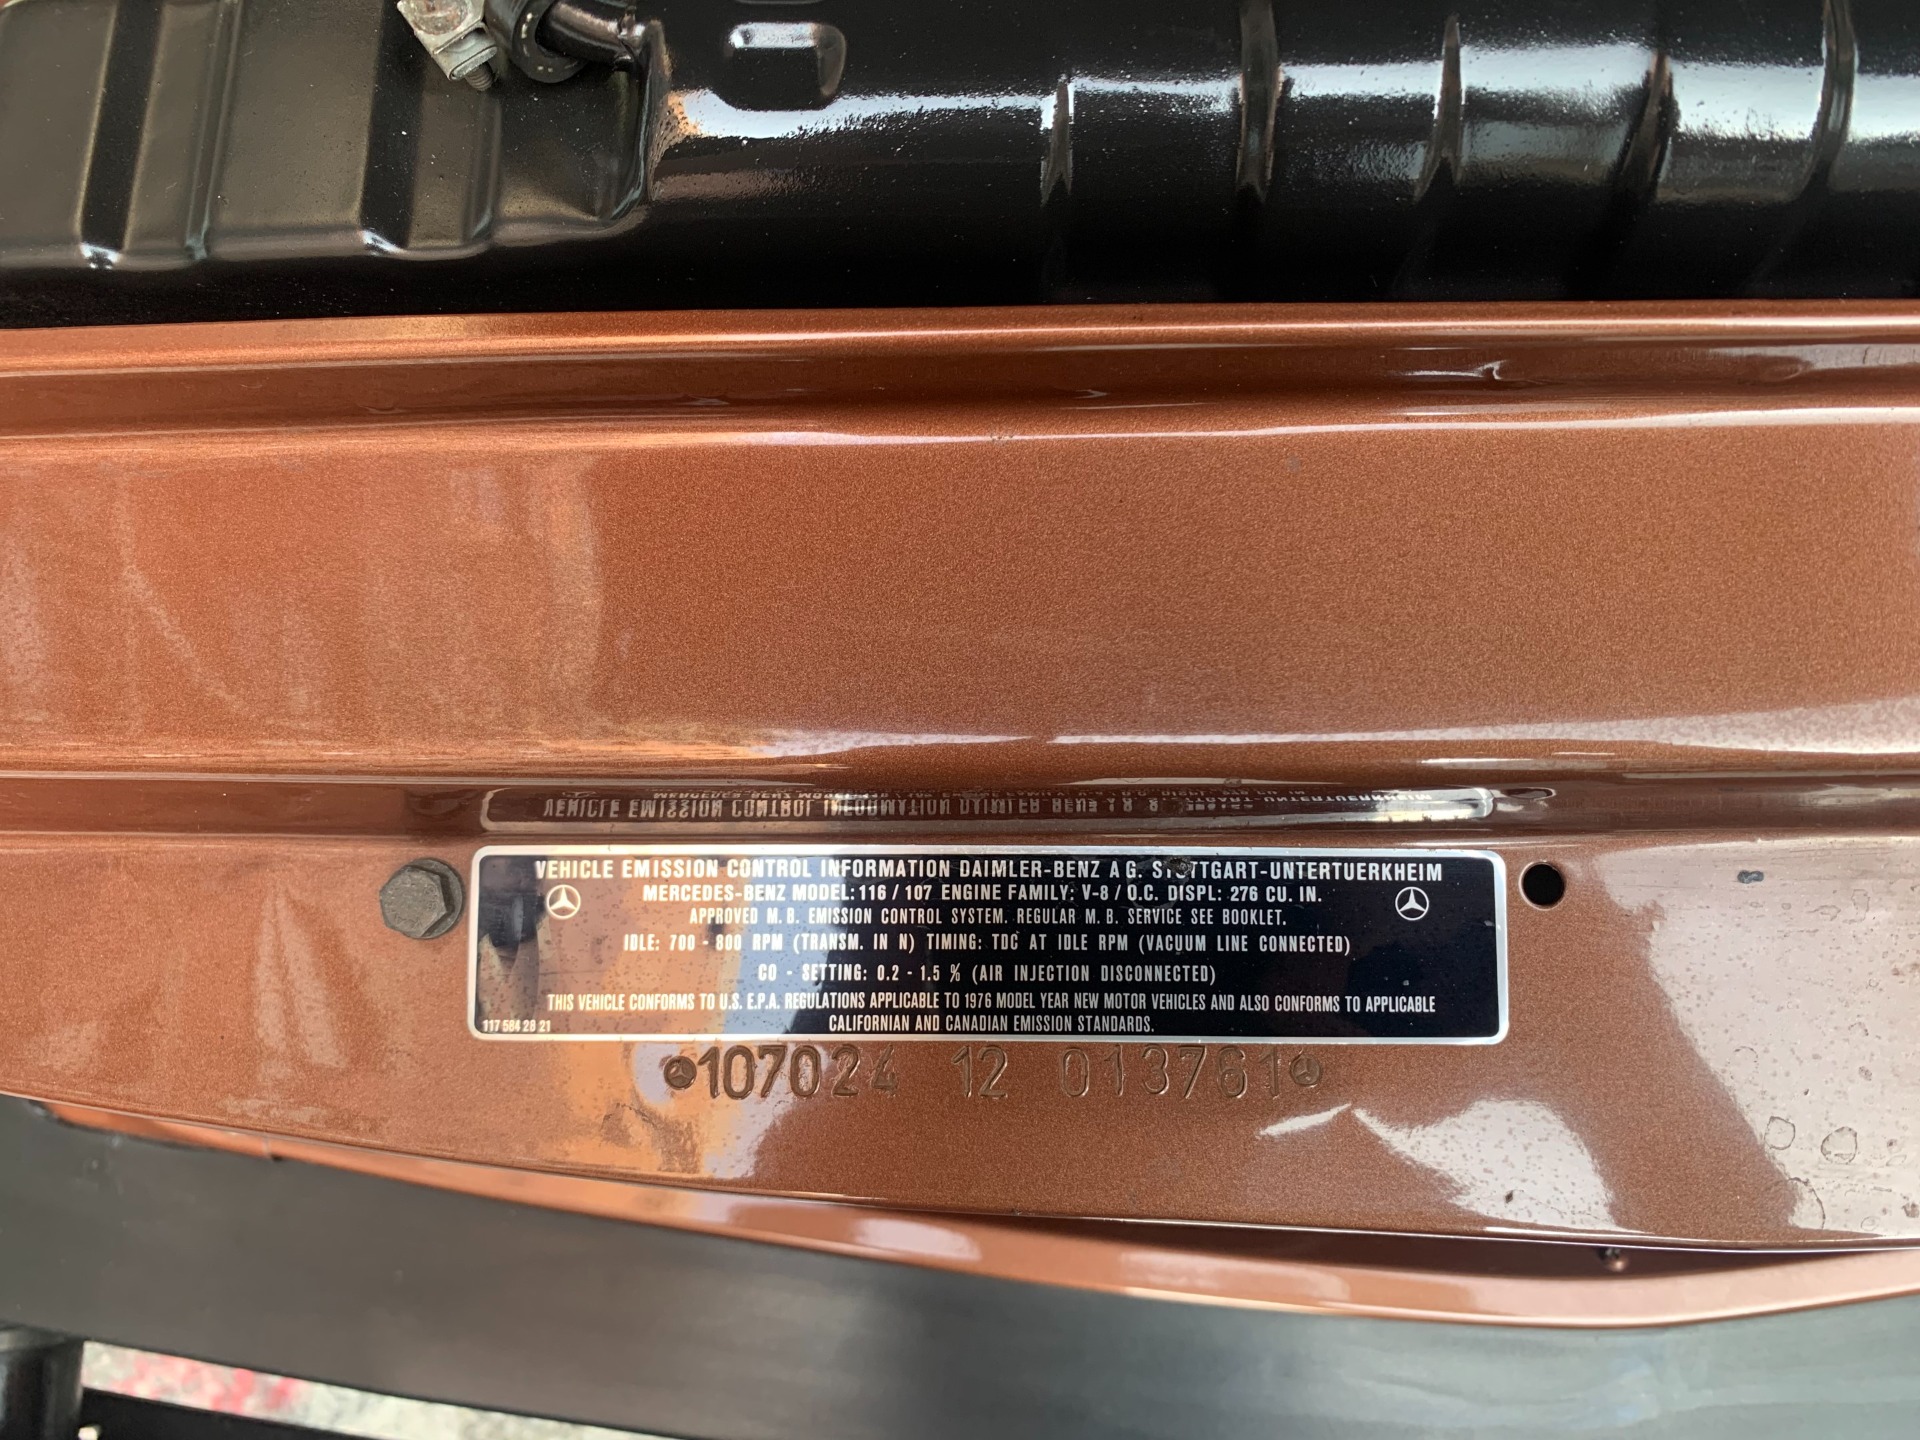 VEHICLE EMISSION CONTROL INFORMATION DAIMLER-BENZ A G. STUTTGART-UNTERTUERKHEIM
MERCEDES-BENZ MODEL: 116 / 107 ENGINE FAMILY: V-8 / O.C. DISPL: 276 CU. IN.
APPROVED M. B. EMISSION CONTROL SYSTEM. REGULAR M. B. SERVICE SEE BOOKLET.
IDLE: 700 - 800 RPM (TRANSM. IN N) TIMING: TDC AT IDLE RPM (VACUUM LINE CONNECTED)
CO - SETTING: 0.2 - 1.5 % (AIR INJECTION DISCONNECTED)
THIS VEHICLE CONFORMS TO U.S. E.P.A. REGULATIONS APPLICABLE TO 1976 MODEL YEAR NEW MOTOR VEHICLES AND ALSO CONFORMS TO APPLICABLE
CALIFORNIAN AND CANADIAN EMISSION STANDARDS.
117 584 28 21
107024 12 013761